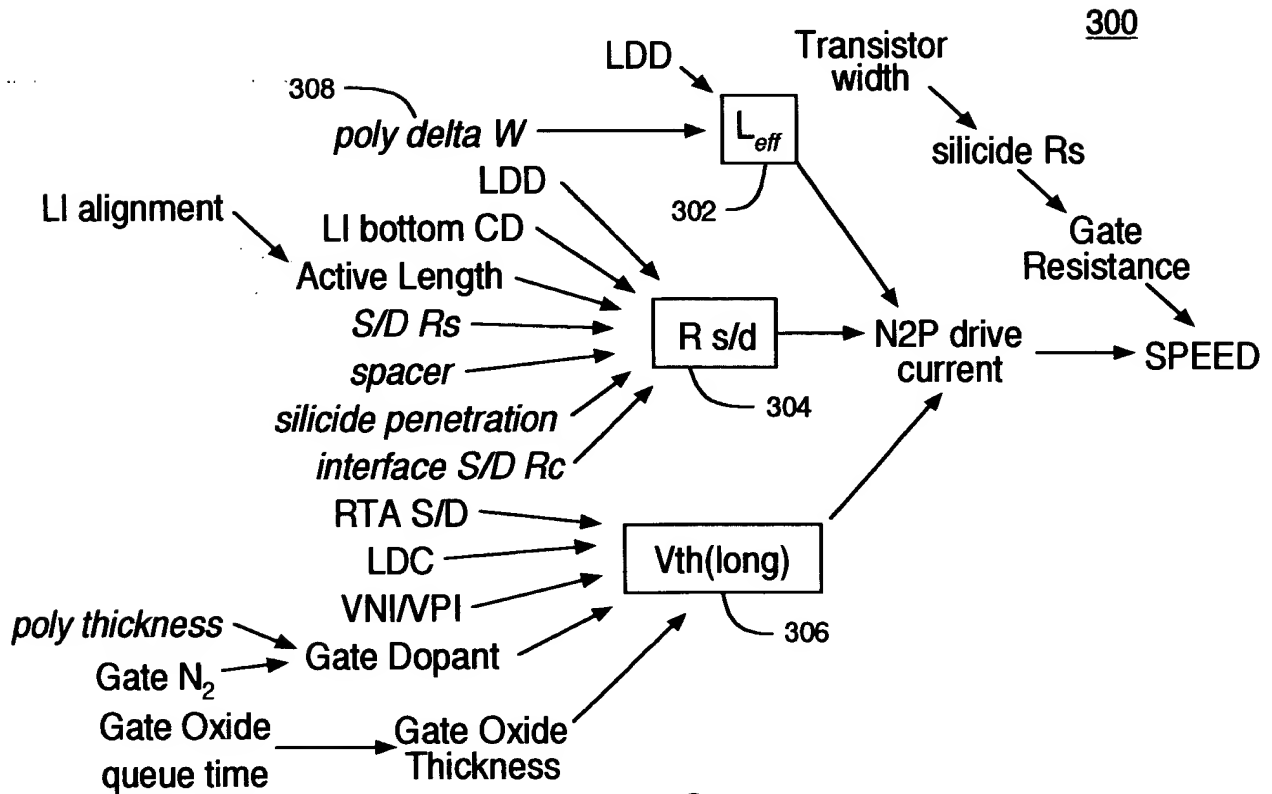 300
LDD
Transistor
width
308
poly delta W
L eff
silicide Rs
LDD
302
LI alignment
LI bottom CD
Gate
Resistance
Active Length
S/D Rs
R s/d
N2P drive
current
SPEED
spacer
304
silicide penetration
interface S/D Rc
RTA S/D
LDC
Vth(long)
VNI/VPI
306
poly thickness
Gate Dopant
Gate N₂
Gate Oxide
queue time
Gate Oxide
Thickness